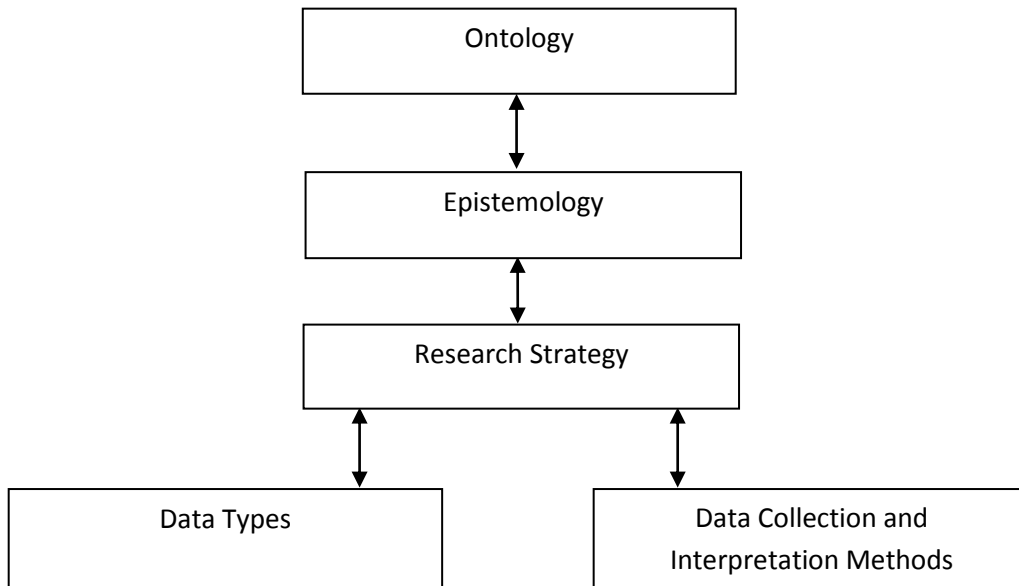 Ontology
Epistemology
Research Strategy
Data Types
Data Collection and
Interpretation Methods